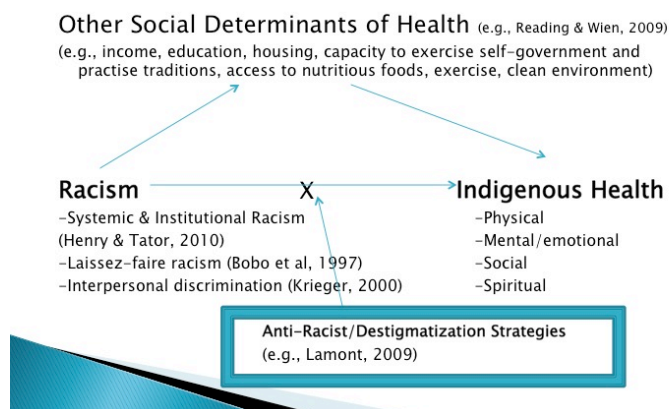 Other Social Determinants of Health (e.g., Reading & Wien, 2009)
(e.g., income, education, housing, capacity to exercise self-government and
practise traditions, access to nutritious foods, exercise, clean environment)
Racism
X
Indigenous Health
-Systemic & Institutional Racism
(Henry & Tator, 2010)
-Laissez-faire racism (Bobo et al, 1997)
-Interpersonal discrimination (Krieger, 2000)
-Physical
-Mental/emotional
-Social
-Spiritual
Anti-Racist/Destigmatization Strategies
(e.g., Lamont, 2009)